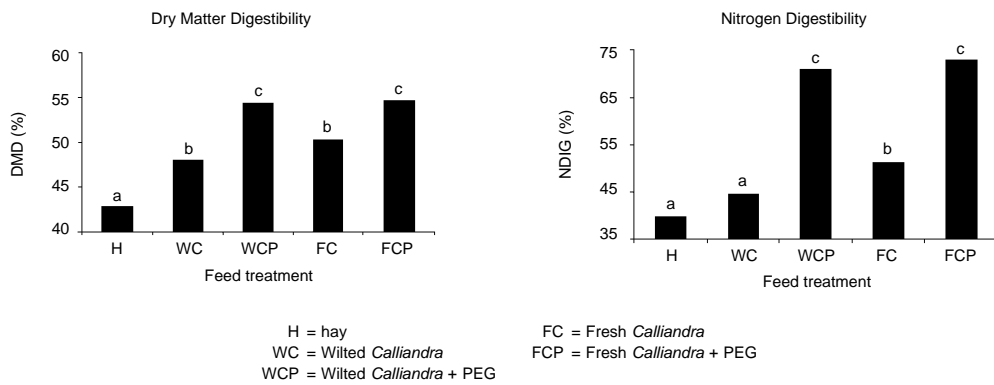 Dry Matter Digestibility
60
55
50
45
40
DMD (%)
a
b
c
b
c
H WC WCP FC FCP
Feed treatment
Nitrogen Digestibility
75
65
55
45
35
NDIG (%)
a
a
c
b
c
H WC WCP FC FCP
Feed treatment
H = hay
WC = Wilted Calliandra
WCP = Wilted Calliandra + PEG
FC = Fresh Calliandra
FCP = Fresh Calliandra + PEG